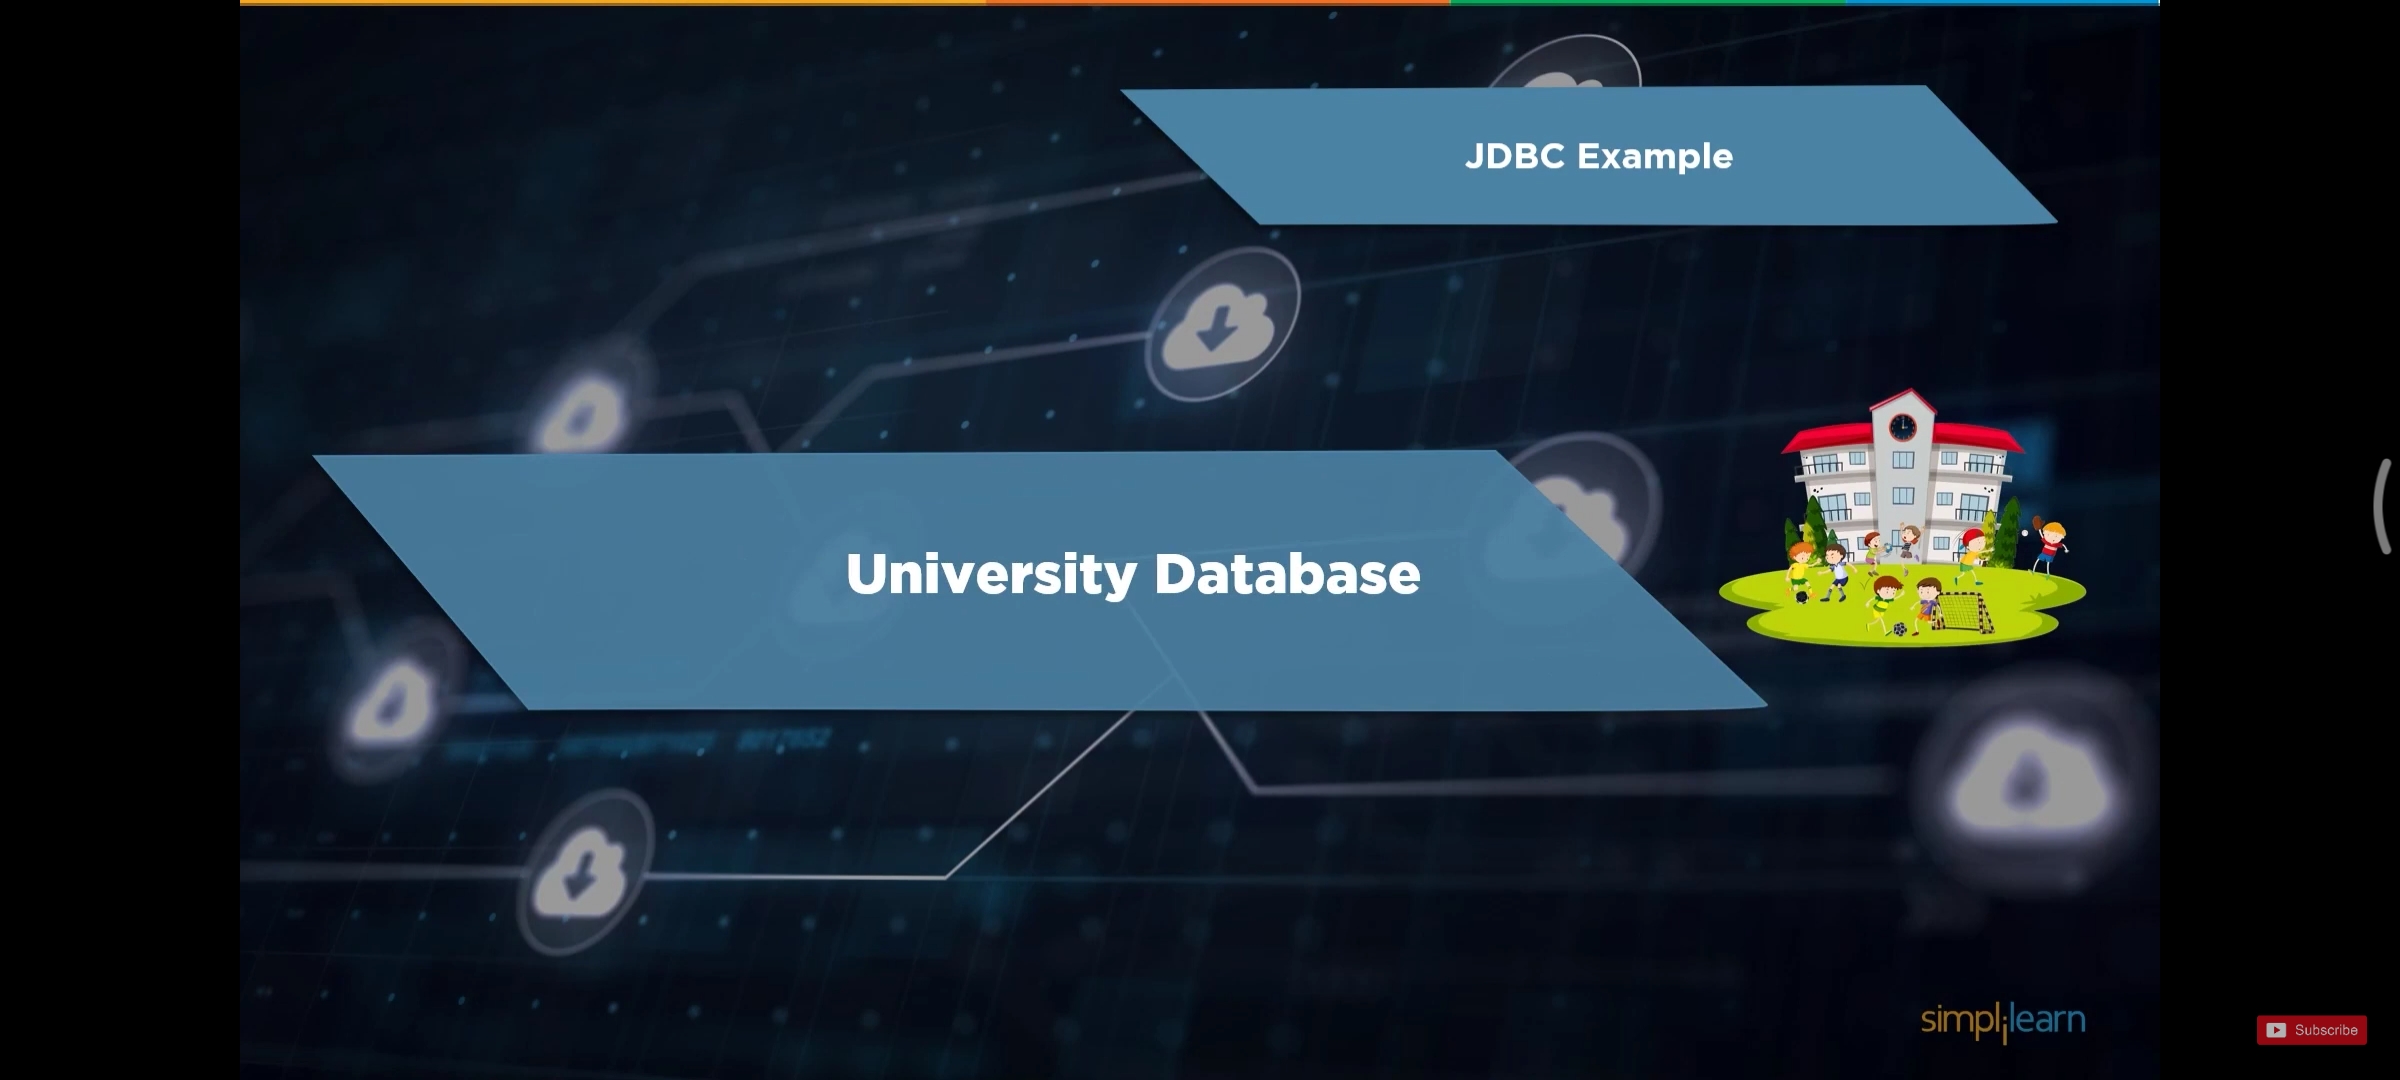 JDBC Example
University Database
simplilearn
Subscribe